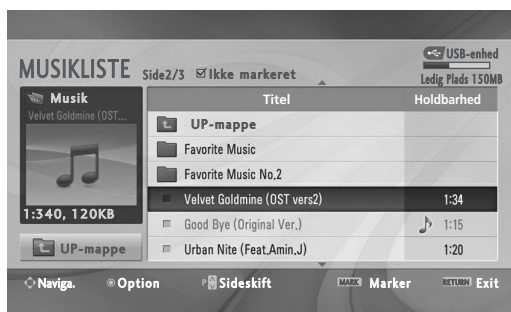 USB-enhed
MUSIKLISTE Side2/3 Ikke markeret
Ledig Plads 150MB
Musik
Velvet Goldmine (OST...
1:340, 120KB
UP-mappe
Titel Holdbarhed
UP-mappe
Favorite Music
Favorite Music No.2
Velvet Goldmine (OST vers2) 1:34
Good Bye (Original Ver.) 1:15
Urban Nite (Feat.Amin.J) 1:20
Naviga. Option P Sideskift MARK Marker RETURN Exit